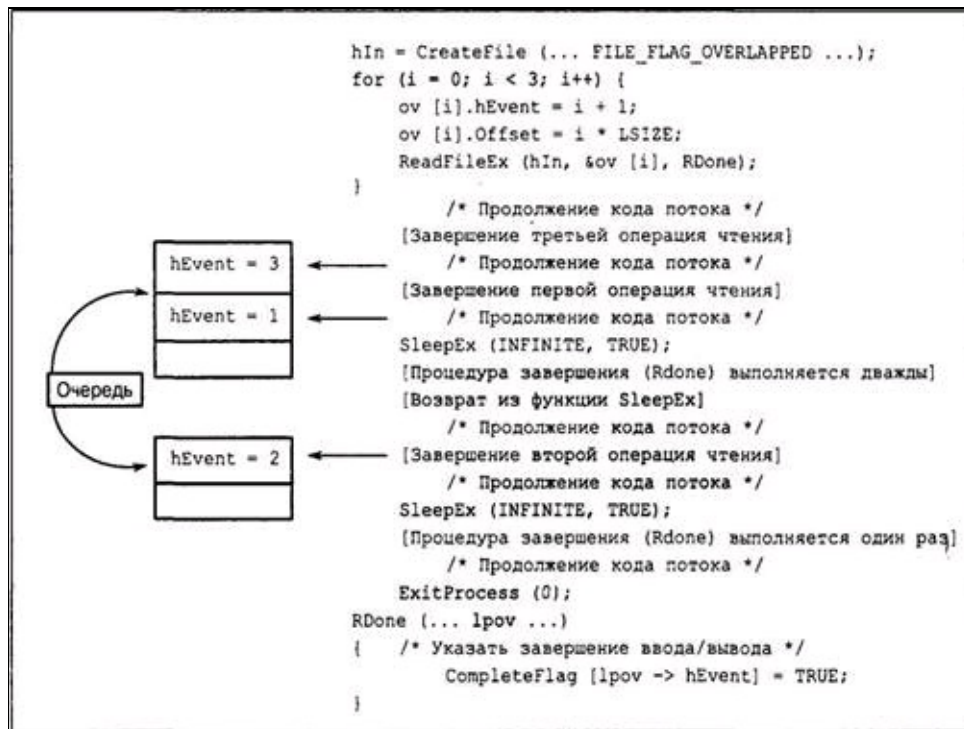 hIn = CreateFile (... FILE_FLAG_OVERLAPPED ...);
for (i = 0; i < 3; i++) {
ov [i].hEvent = i + 1;
ov [i].Offset = i * LSIZE;
ReadFileEx (hIn, &ov [i], RDone);
}
/* Продолжение кода потока */
[Завершение третьей операция чтения]
hEvent = 3
/* Продолжение кода потока */
[Завершение первой операция чтения]
hEvent = 1
/* Продолжение кода потока */
SleepEx (INFINITE, TRUE);
[Процедура завершения (Rdone) выполняется дважды]
Очередь
[Возврат из функции SleepEx]
/* Продолжение кода потока */
hEvent = 2
[Завершение второй операция чтения]
/* Продолжение кода потока */
SleepEx (INFINITE, TRUE);
[Процедура завершения (Rdone) выполняется один раз]
/* Продолжение кода потока */
ExitProcess (0);
RDone (... lpov ...)
{ /* Указать завершение ввода/вывода */
CompleteFlag [lpov -> hEvent] = TRUE;
}